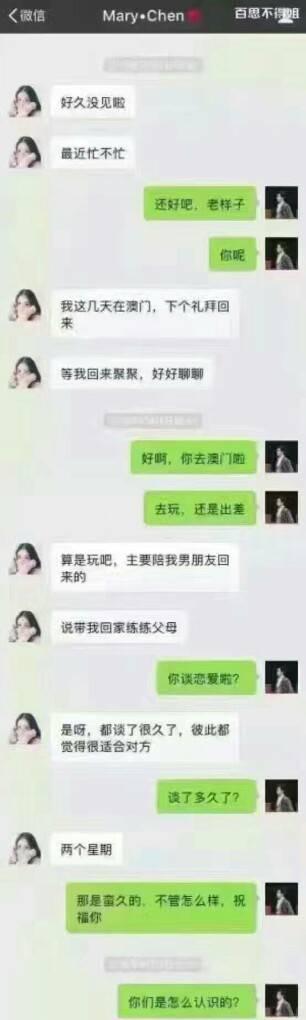 微信
Mary•Chen
百思不得姐
好久没见啦
最近忙不忙
还好吧，老样子
你呢
我这几天在澳门，下个礼拜回
来
等我回来聚聚，好好聊聊
好啊，你去澳门啦
去玩，还是出差
算是玩吧，主要陪我男朋友回
来的
说带我回家练练父母
你谈恋爱啦？
是呀，都谈了很久了，彼此都
觉得很适合对方
谈了多久了？
两个星期
那是蛮久的，不管怎么样，祝
福你
你们是怎么认识的？